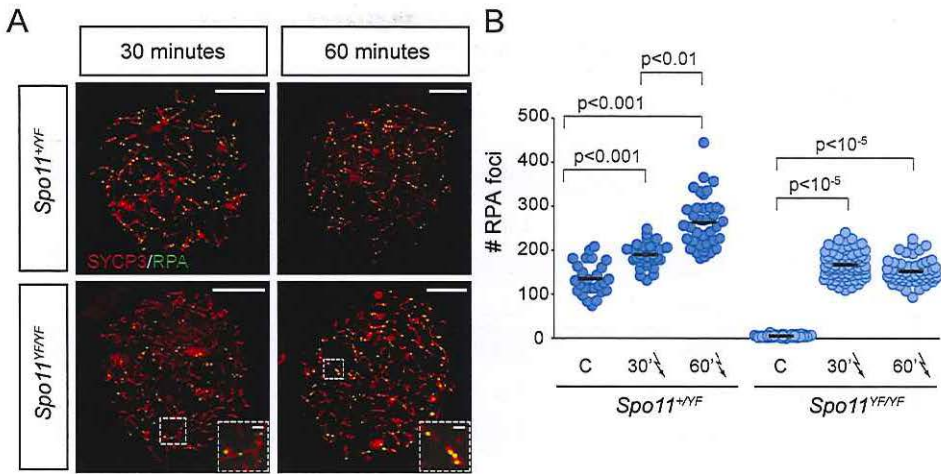 A
30 minutes
60 minutes
Spo11+/YF
SYCP3/RPA
Spo11YF/YF
B
p<0.01
p<0.001
p<0.001
p<10-5
p<10-5
# RPA foci
500
400
300
200
100
0
C 30' 60' C 30' 60'
Spo11+/YF Spo11YF/YF